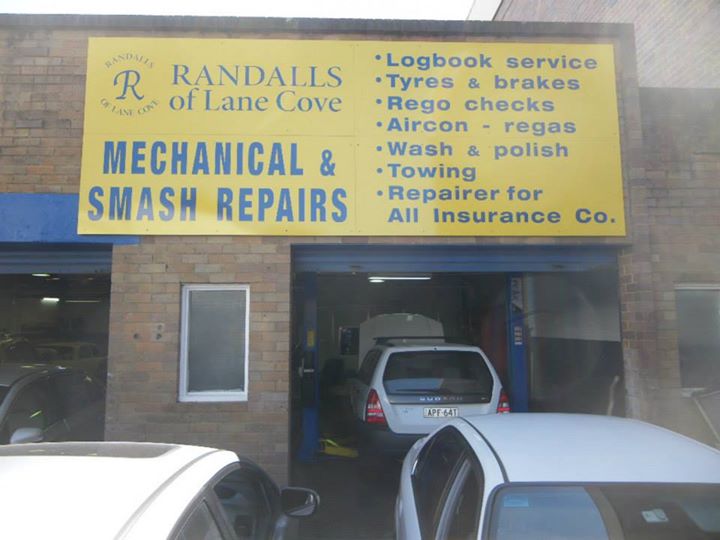 RANDALLS
R
OF LANE COVE
RANDALLS
of Lane Cove
MECHANICAL &
SMASH REPAIRS
• Logbook service
• Tyres & brakes
• Rego checks
• Aircon - regas
• Wash & polish
• Towing
• Repairer for
All Insurance Co.
SUBARU
APF·64T